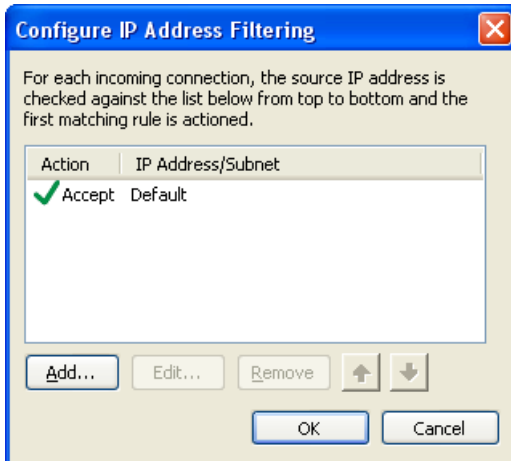 Configure IP Address Filtering
For each incoming connection, the source IP address is
checked against the list below from top to bottom and the
first matching rule is actioned.
Action IP Address/Subnet
Accept Default
Add... Edit... Remove
OK Cancel